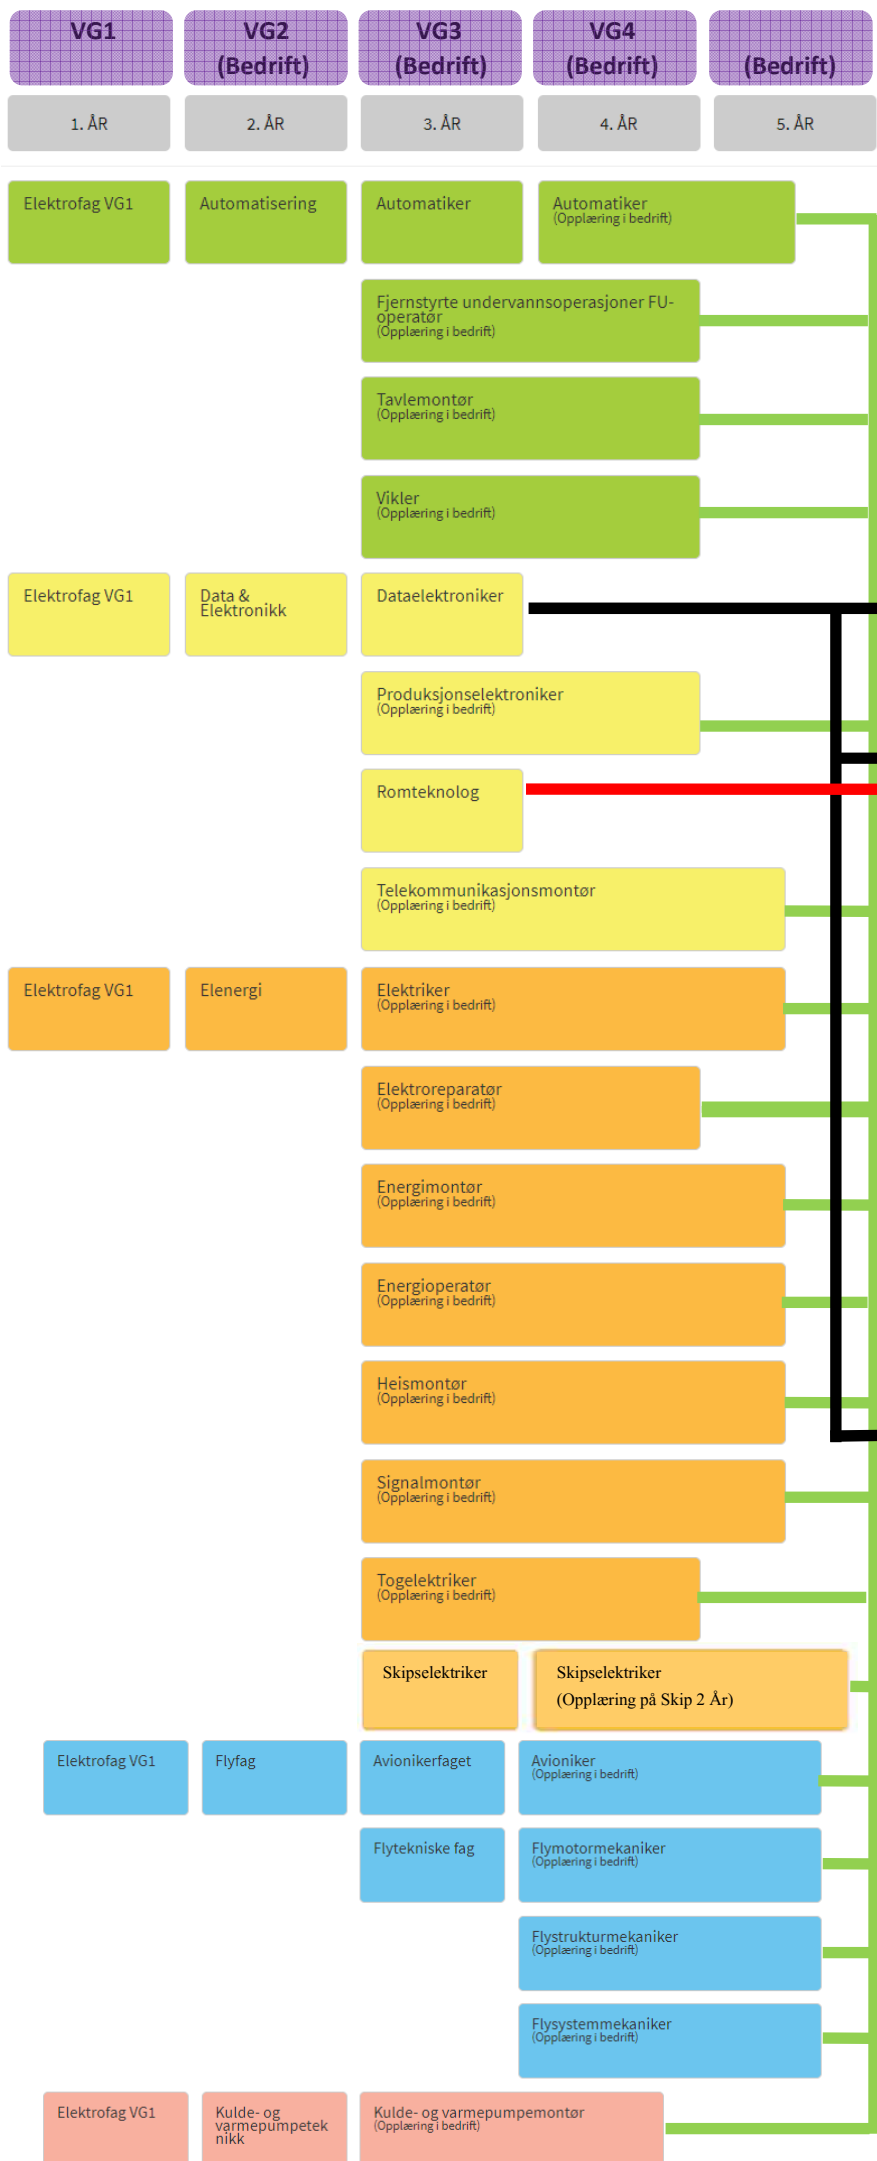 VG1
VG2
(Bedrift)
VG3
(Bedrift)
VG4
(Bedrift)
(Bedrift)
1. ÅR
2. ÅR
3. ÅR
4. ÅR
5. ÅR
Elektrofag VG1
Automatisering
Automatiker
Automatiker
(Opplæring i bedrift)
Fjernstyrte undervannsoperasjoner FU-
operatør
(Opplæring i bedrift)
Tavlemontør
(Opplæring i bedrift)
Vikler
(Opplæring i bedrift)
Elektrofag VG1
Data &
Elektronikk
Dataelektroniker
Produksjonselektroniker
(Opplæring i bedrift)
Romteknolog
Telekommunikasjonsmontør
(Opplæring i bedrift)
Elektrofag VG1
Elenergi
Elektriker
(Opplæring i bedrift)
Elektroreparatør
(Opplæring i bedrift)
Energimontør
(Opplæring i bedrift)
Energioperatør
(Opplæring i bedrift)
Heismontør
(Opplæring i bedrift)
Signalmontør
(Opplæring i bedrift)
Togelektriker
(Opplæring i bedrift)
Skipselektriker
Skipselektriker
(Opplæring på Skip 2 År)
Elektrofag VG1
Flyfag
Avionikerfaget
Avioniker
(Opplæring i bedrift)
Flytekniske fag
Flymotormekaniker
(Opplæring i bedrift)
Flystrukturmekaniker
(Opplæring i bedrift)
Flysystemmekaniker
(Opplæring i bedrift)
Elektrofag VG1
Kulde- og
varmepumpetek
nikk
Kulde- og varmepumpemontør
(Opplæring i bedrift)